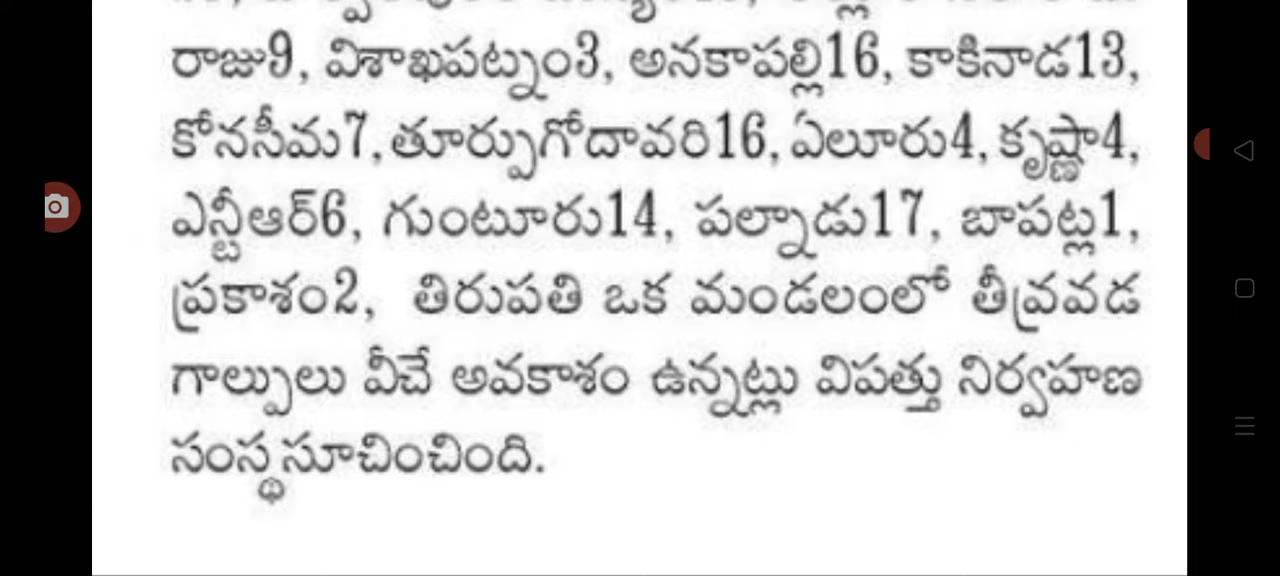 రాజు9, విశాఖపట్నం3, అనకాపల్లి16, కాకినాడ13,
కోనసీమ7, తూర్పుగోదావరి16, ఏలూరు4, కృష్ణా4,
ఎన్టీఆర్6, గుంటూరు14, పల్నాడు17, బాపట్ల1,
ప్రకాశం2, తిరుపతి ఒక మండలంలో తీవ్రవడ
గాల్పులు వీచే అవకాశం ఉన్నట్లు విపత్తు నిర్వహణ
సంస్థసూచించింది.